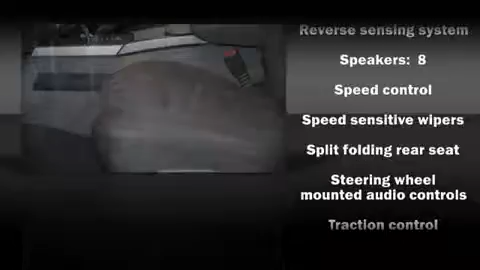 Reverse sensing system
Speakers: 8
Speed control
Speed sensitive wipers
Split folding rear seat
Steering wheel
mounted audio controls
Traction control